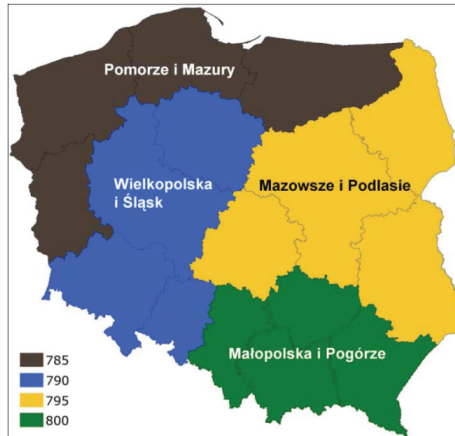 Pomorze i Mazury
Wielkopolska
i Śląsk
Mazowsze i Podlasie
Małopolska i Pogórze
785
790
795
800